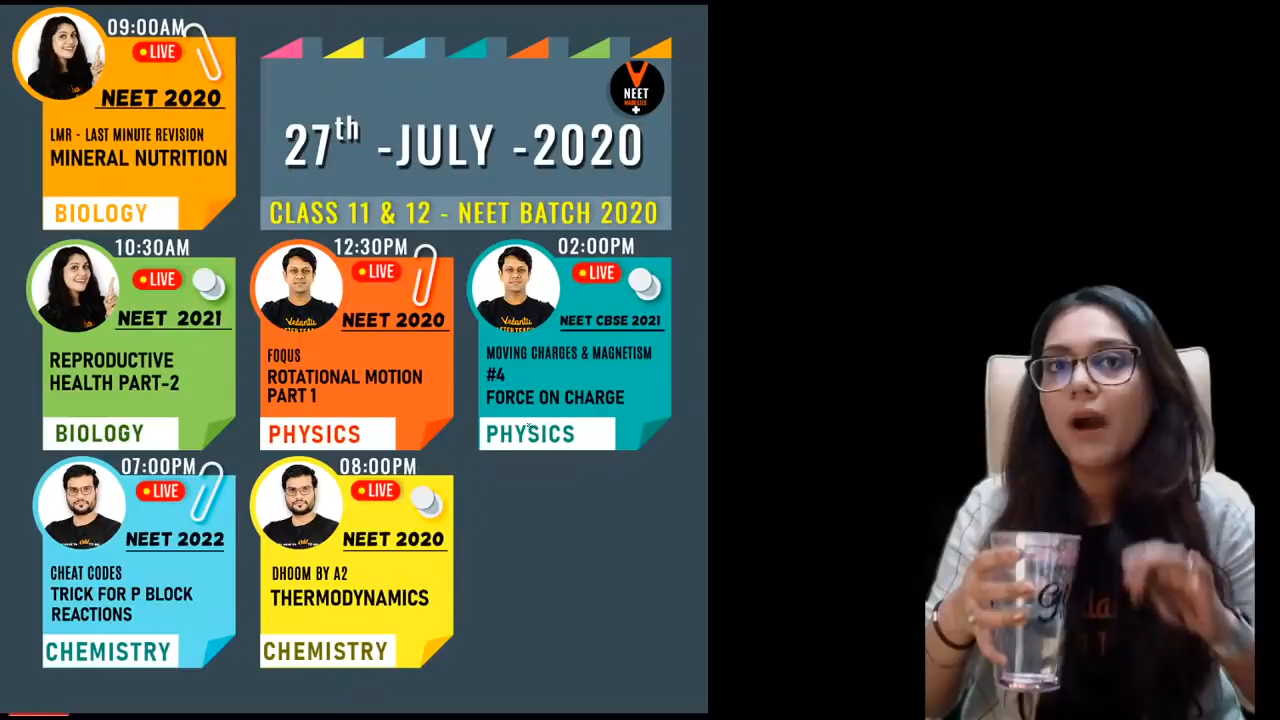 09:00AM
LIVE
NEET 2020
LMR - LAST MINUTE REVISION
MINERAL NUTRITION
BIOLOGY
NEET
27th -JULY -2020
CLASS 11 & 12 - NEET BATCH 2020
10:30AM
LIVE
NEET 2021
REPRODUCTIVE
HEALTH PART-2
BIOLOGY
12:30PM
LIVE
Vedantu
NEET 2020
FOQUS
ROTATIONAL MOTION
PART 1
PHYSICS
02:00PM
LIVE
Vedantu
NEET CBSE 2021
MOVING CHARGES & MAGNETISM
#4
FORCE ON CHARGE
PHYSICS
07:00PM
LIVE
NEET 2022
CHEAT CODES
TRICK FOR P BLOCK
REACTIONS
CHEMISTRY
08:00PM
LIVE
NEET 2020
DHOOM BY A2
THERMODYNAMICS
CHEMISTRY